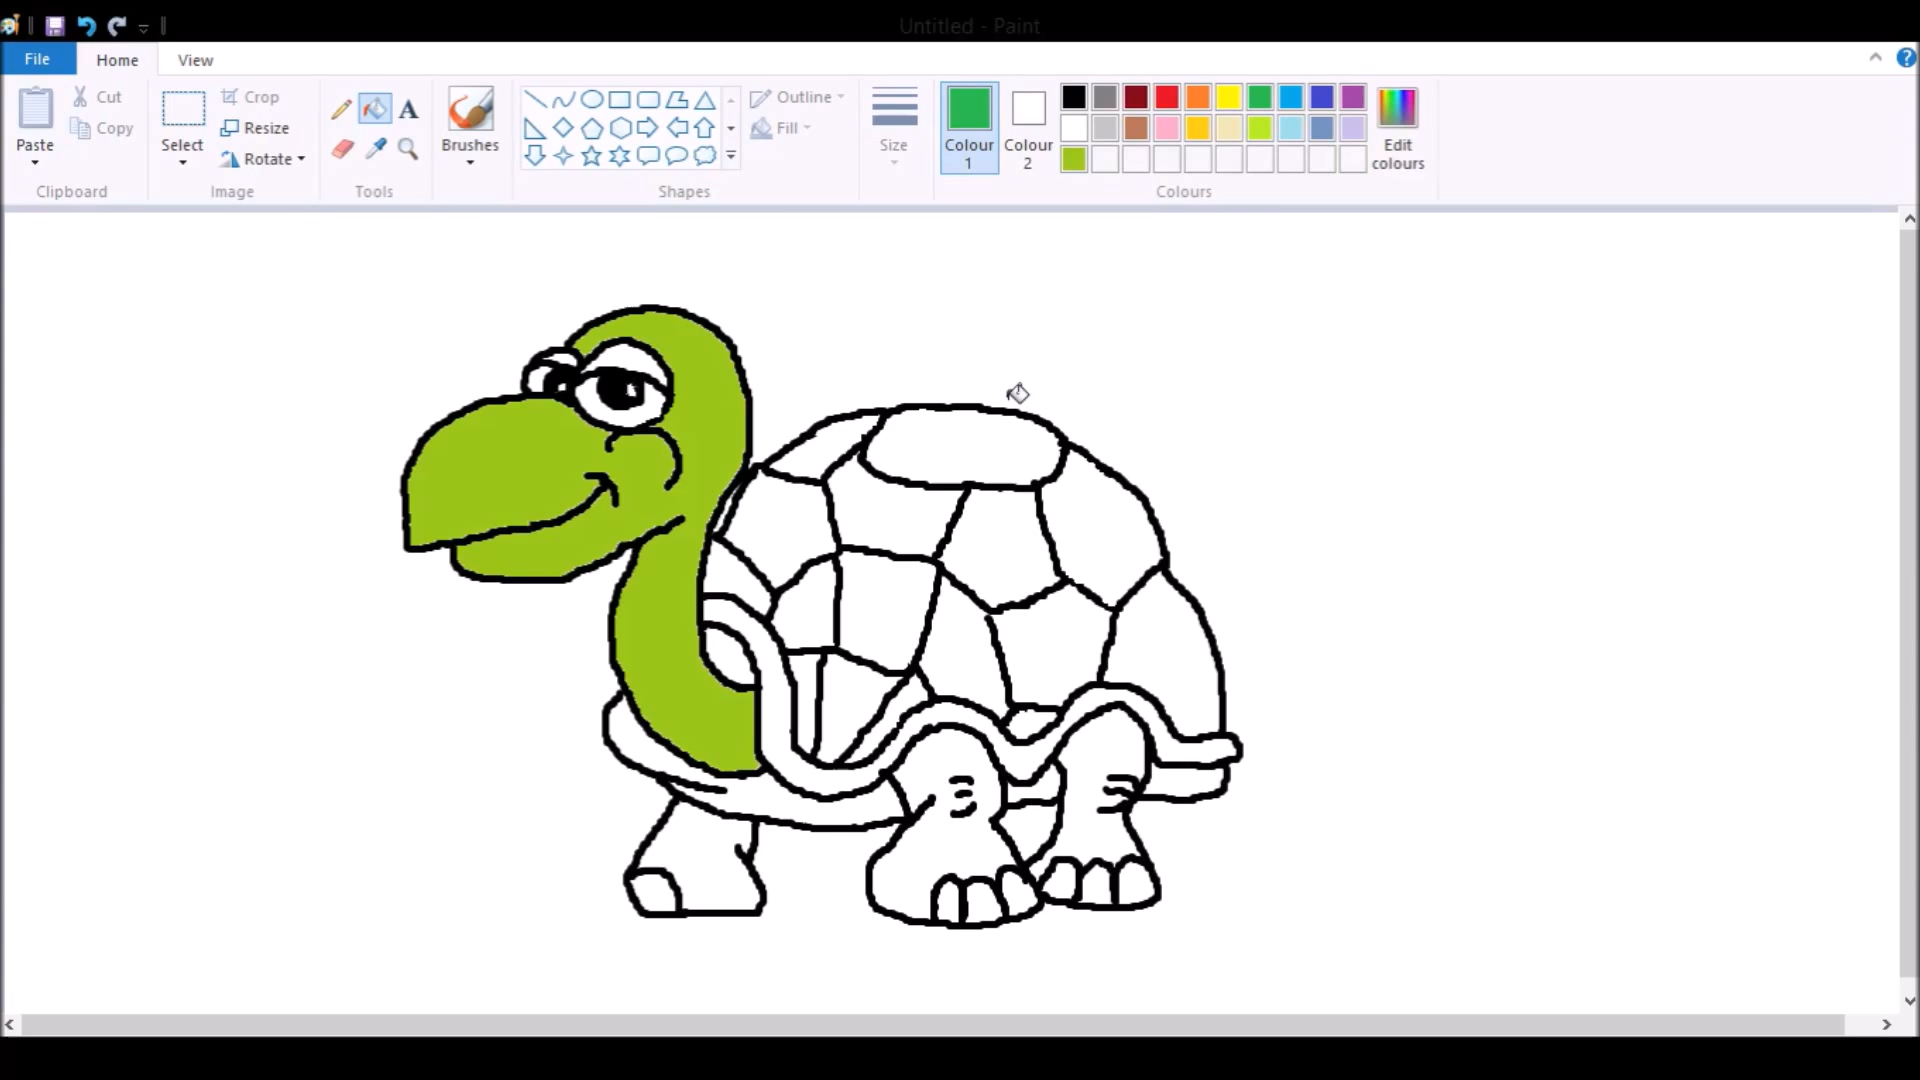 Untitled - Paint
File
Home
View
Paste
Cut
Copy
Clipboard
Select
Crop
Resize
Rotate
Image
A
Tools
Brushes
Shapes
Outline
Fill
Size
Colour 1
Colour 2
Edit colours
Colours
?